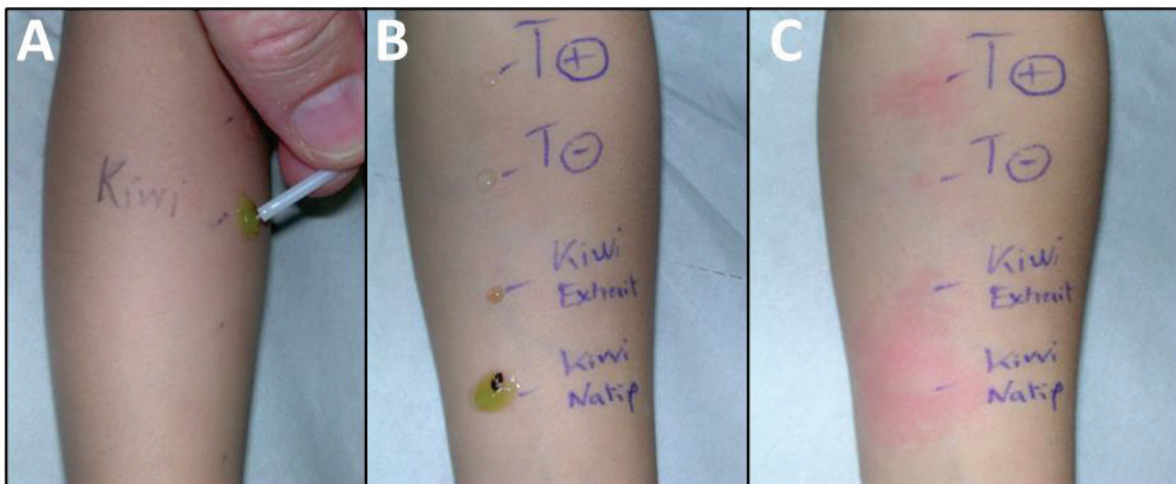 A
Kiwi
B
T +
T -
Kiwi
Extrait
Kiwi
Natif
C
T +
T -
Kiwi
Extrait
Kiwi
Natif